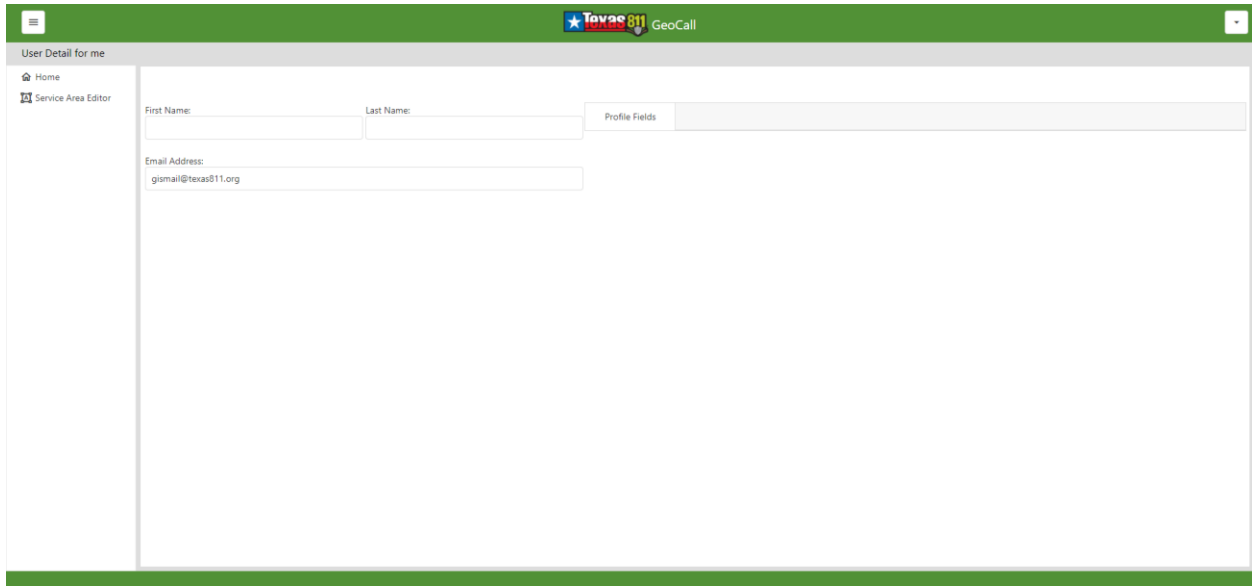 Texas 811 GeoCall
User Detail for me
Home
Service Area Editor
First Name:
Last Name:
Profile Fields
Email Address:
gismail@texas811.org